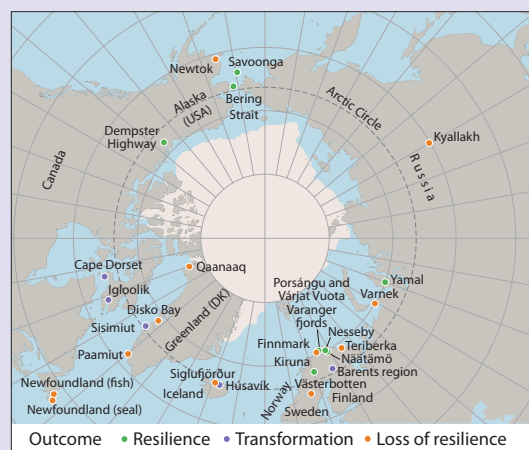 Savoonga
Newtok
Alaska
(USA)
Bering
Strait
Arctic Circle
Dempster
Highway
Kyallakh
Canada
Russia
Qaanaaq
Cape Dorset
Igloolik
Disko Bay
Sisimiut
Greenland (DK)
Porsángu and
Várjat Vuota
Varanger
fjords
Yamal
Varnek
Nesseby
Teriberka
Näätämö
Barents region
Finnmark
Kiruna
Paamiut
Siglufjörður
Iceland
Húsavík
Norway
Västerbotten
Finland
Sweden
Newfoundland (fish)
Newfoundland (seal)
Outcome Resilience Transformation Loss of resilience